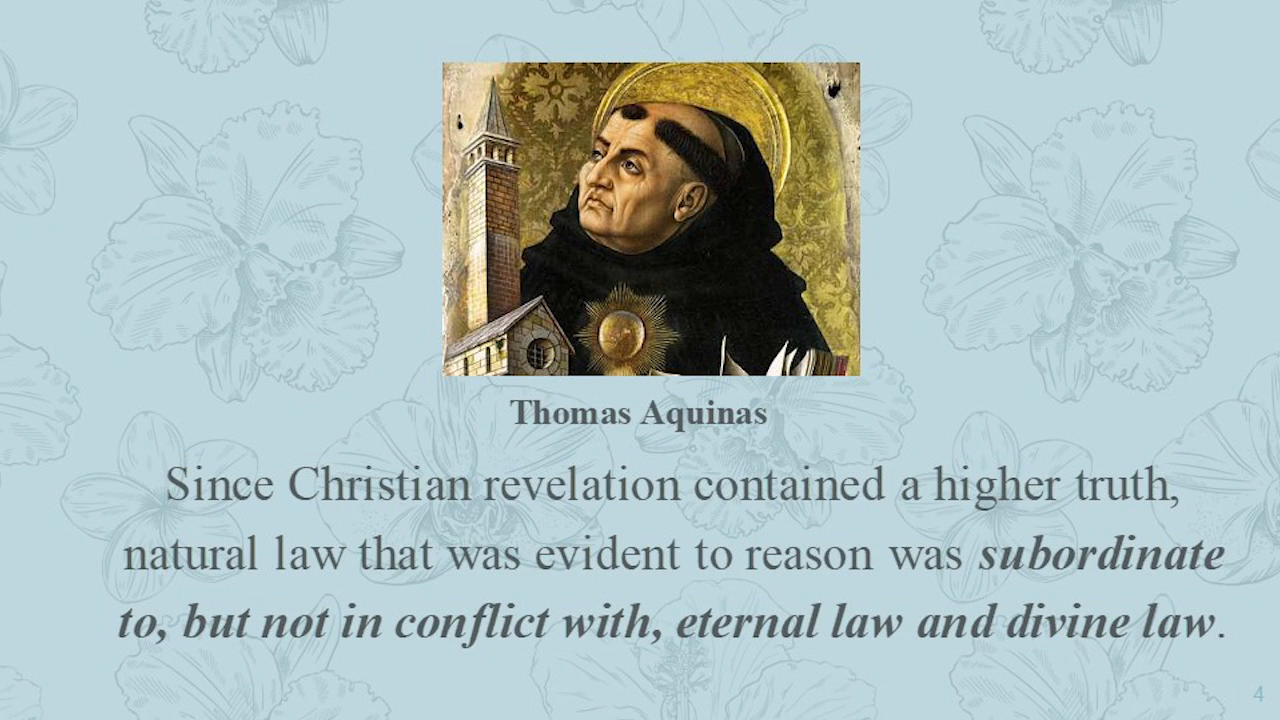 Thomas Aquinas
Since Christian revelation contained a higher truth,
natural law that was evident to reason was subordinate
to, but not in conflict with, eternal law and divine law.
4